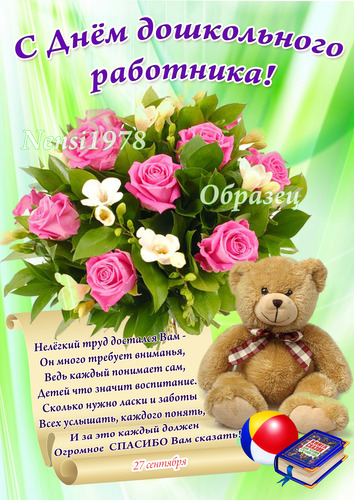 С Днём дошкольного
работника!
Nensi1978
Образец
Нелёгкий труд достался Вам -
Он много требует вниманья,
Ведь каждый понимает сам,
Детей что значит воспитание.
Сколько нужно ласки и заботы
Всех услышать, каждого понять,
И за это каждый должен
Огромное СПАСИБО Вам сказать!
27 сентября